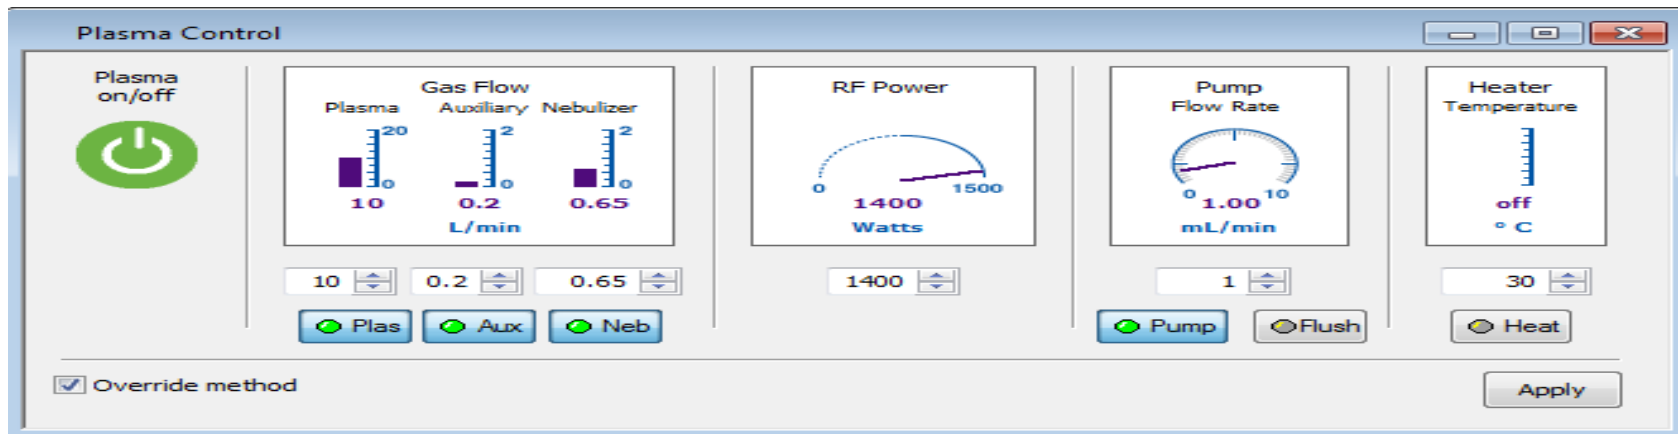 Plasma Control
Plasma
on/off
Gas Flow
Plasma Auxiliary Nebulizer
20 2 2
0 0 0
10 0.2 0.65
L/min
10 0.2 0.65
Plas Aux Neb
RF Power
0 1500
1400
Watts
1400
Pump
Flow Rate
0 10
1.00
mL/min
1
Pump Flush
Heater
Temperature
off
° C
30
Heat
Override method
Apply